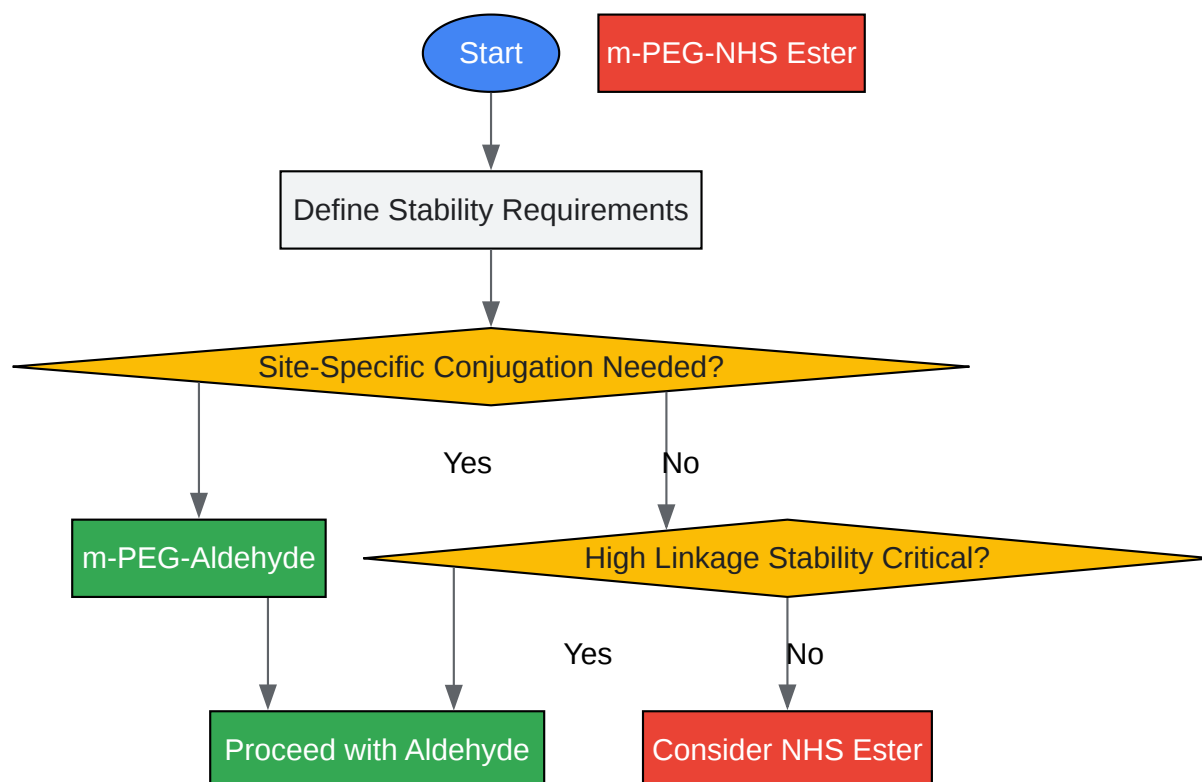 Start
m-PEG-NHS Ester
Define Stability Requirements
Site-Specific Conjugation Needed?
Yes
No
m-PEG-Aldehyde
High Linkage Stability Critical?
Yes
No
Proceed with Aldehyde
Consider NHS Ester